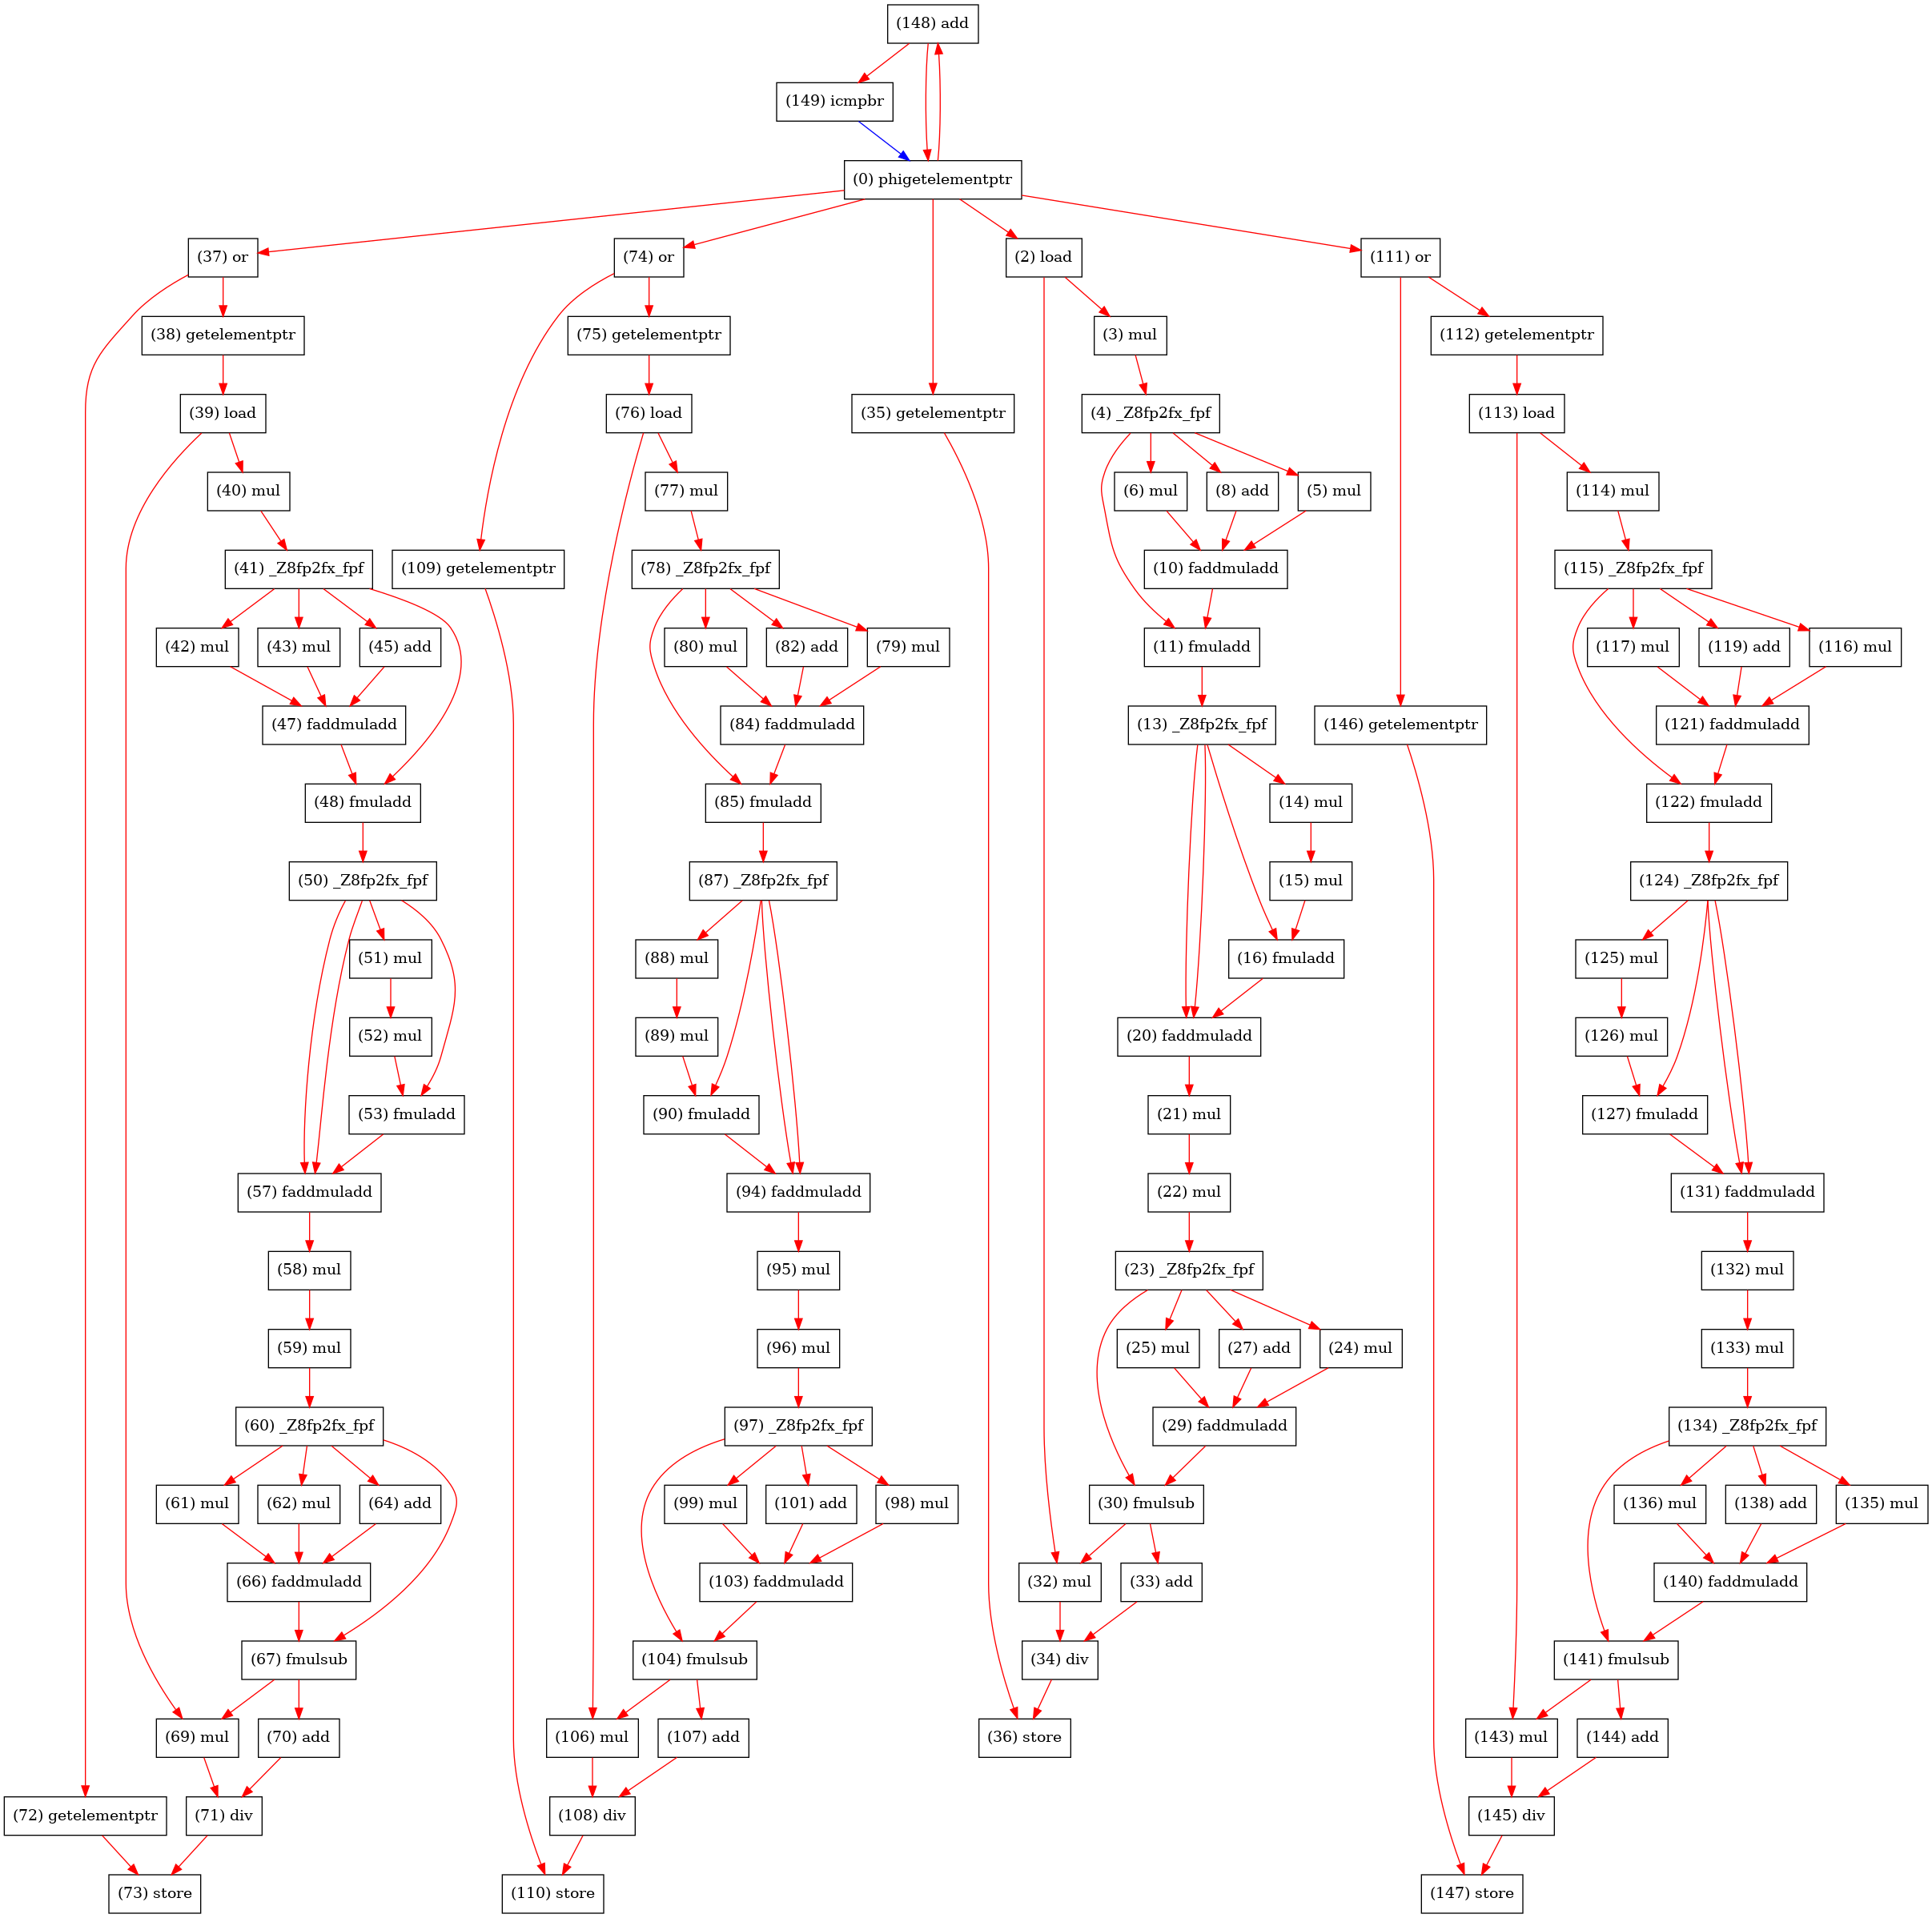 (148) add
(149) icmpbr
(0) phigetelementptr
(37) or
(74) or
(2) load
(111) or
(38) getelementptr
(75) getelementptr
(3) mul
(112) getelementptr
(39) load
(76) load
(35) getelementptr
(4) _Z8fp2fx_fpf
(113) load
(40) mul
(77) mul
(6) mul
(8) add
(5) mul
(114) mul
(41) _Z8fp2fx_fpf
(109) getelementptr
(78) _Z8fp2fx_fpf
(10) faddmuladd
(115) _Z8fp2fx_fpf
(42) mul
(43) mul
(45) add
(80) mul
(82) add
(79) mul
(11) fmuladd
(117) mul
(119) add
(116) mul
(47) faddmuladd
(84) faddmuladd
(13) _Z8fp2fx_fpf
(146) getelementptr
(121) faddmuladd
(48) fmuladd
(85) fmuladd
(14) mul
(122) fmuladd
(50) _Z8fp2fx_fpf
(87) _Z8fp2fx_fpf
(15) mul
(124) _Z8fp2fx_fpf
(51) mul
(88) mul
(16) fmuladd
(125) mul
(52) mul
(89) mul
(20) faddmuladd
(126) mul
(53) fmuladd
(90) fmuladd
(21) mul
(127) fmuladd
(57) faddmuladd
(94) faddmuladd
(22) mul
(131) faddmuladd
(58) mul
(95) mul
(23) _Z8fp2fx_fpf
(132) mul
(59) mul
(96) mul
(25) mul
(27) add
(24) mul
(133) mul
(60) _Z8fp2fx_fpf
(97) _Z8fp2fx_fpf
(29) faddmuladd
(134) _Z8fp2fx_fpf
(61) mul
(62) mul
(64) add
(99) mul
(101) add
(98) mul
(30) fmulsub
(136) mul
(138) add
(135) mul
(66) faddmuladd
(103) faddmuladd
(32) mul
(33) add
(140) faddmuladd
(67) fmulsub
(104) fmulsub
(34) div
(141) fmulsub
(69) mul
(70) add
(106) mul
(107) add
(36) store
(143) mul
(144) add
(72) getelementptr
(71) div
(108) div
(145) div
(73) store
(110) store
(147) store